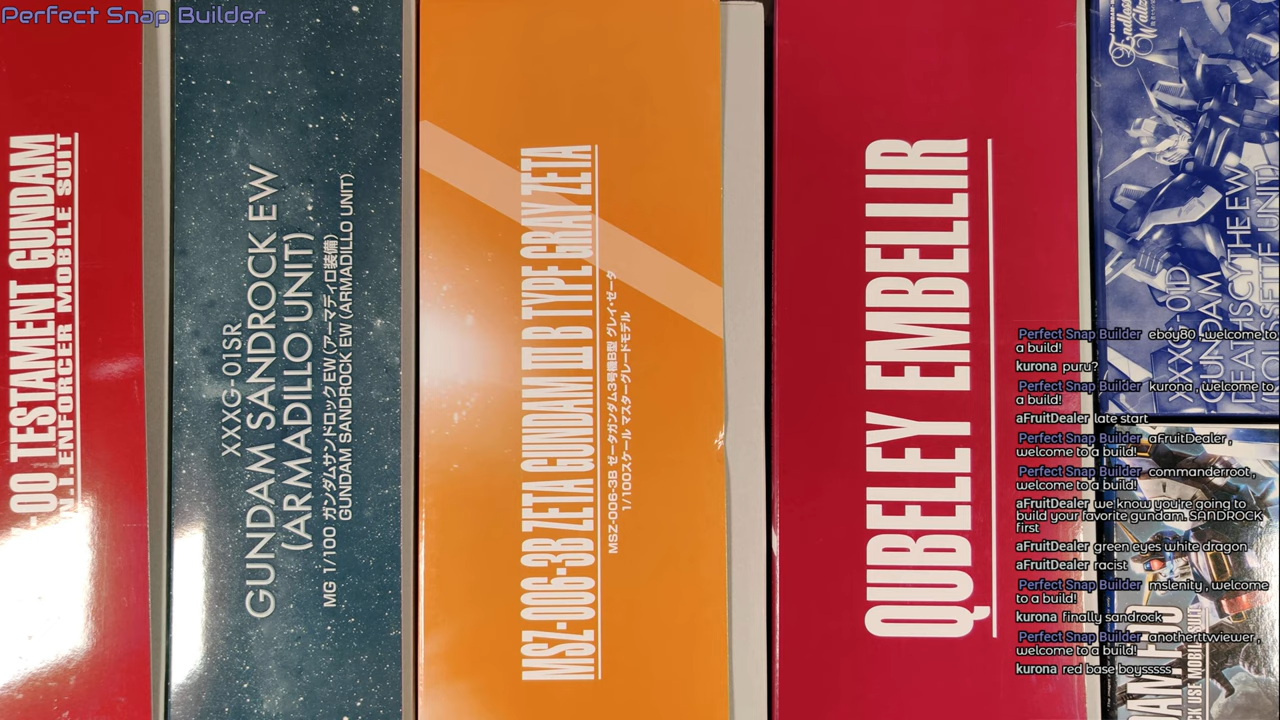 Perfect Snap Builder
-00 TESTAMENT GUNDAM
N.I. ENFORCER MOBILE SUIT
XXXG-01SR
GUNDAM SANDROCK EW
(ARMADILLO UNIT)
MG 1/100 ガンダムサンドロック EW (アーマディロ装備)
GUNDAM SANDROCK EW (ARMADILLO UNIT)
MSZ-006-3B ZETA GUNDAM III B TYPE GRAY ZETA
MSZ-006-3B ゼータガンダム3号機B型 グレイ・ゼータ
1/100スケール マスターグレードモデル
QUBELEY EMBELLIR
Endless
Waltz
XXXG-01D
GUNDAM
DEATHSCYTHE EW
Perfect Snap Builder eboy80 , welcome to
a build!
kurona puru?
Perfect Snap Builder kurona , welcome to
a build!
aFruitDealer late start
Perfect Snap Builder aFruitDealer ,
welcome to a build!
Perfect Snap Builder commanderroot ,
welcome to a build!
aFruitDealer we know you're going to
build your favorite gundam. SANDROCK
first
aFruitDealer green eyes white dragon
aFruitDealer racist
Perfect Snap Builder mslenity , welcome
to a build!
kurona finally sandrock
Perfect Snap Builder anotherttvviewer ,
welcome to a build!
kurona red base boysssss